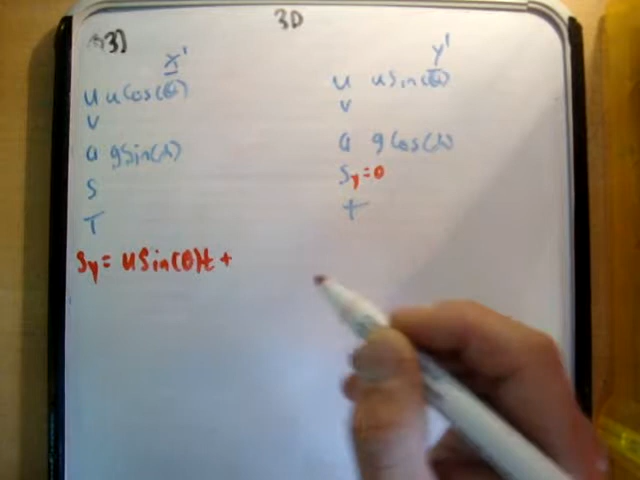 3D
3)
x'
u uCos(θ)
v
a gSin(α)
s
T
y'
u uSin(θ)
v
a gCos(α)
Sy=0
t
Sy= uSin(θ)t +